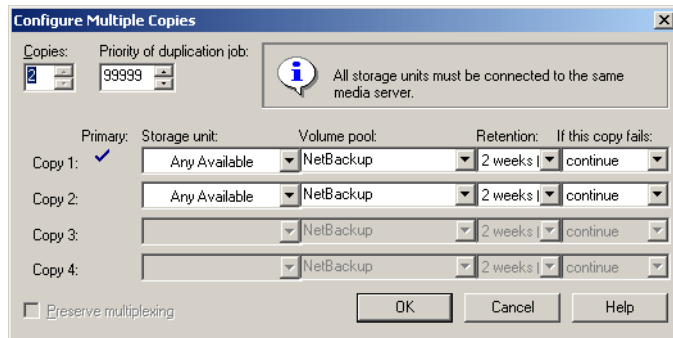 Configure Multiple Copies
Copies: Priority of duplication job:
2 99999
All storage units must be connected to the same
media server.
Primary: Storage unit: Volume pool: Retention: If this copy fails:
Copy 1: Any Available NetBackup 2 weeks ( continue
Copy 2: Any Available NetBackup 2 weeks ( continue
Copy 3: NetBackup 2 weeks ( continue
Copy 4: NetBackup 2 weeks ( continue
Preserve multiplexing OK Cancel Help